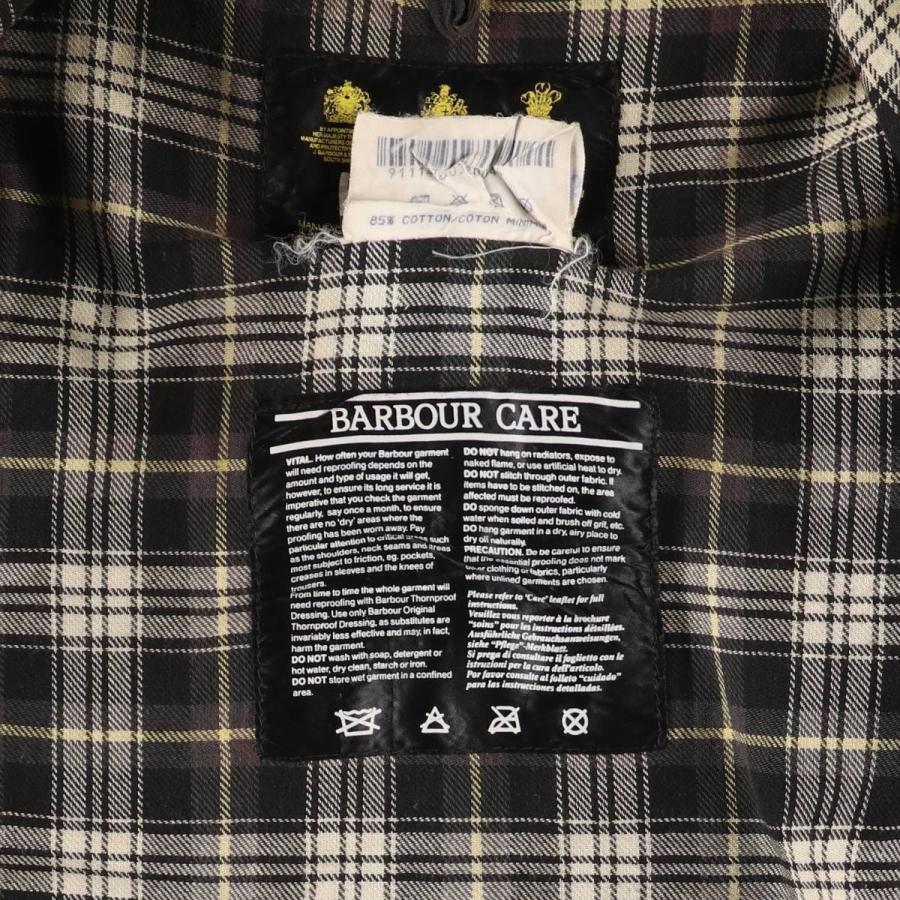 BY APPOINT
HER MAJESTY
MANUFACTURERS O
AND PROTECTIV
J. BARBOUR &
SOUTH SHI
9111
85% COTTON/COTON MINIM
BARBOUR CARE
VITAL. How often your Barbour garment
will need reproofing depends on the
amount and type of usage it will get,
however, to ensure its long service it is
imperative that you check the garment
regularly, say once a month, to ensure
there are no 'dry' areas where the
proofing has been worn away. Pay
particular attention to critical areas such
as the shoulders, neck seams and areas
most subject to friction, eg. pockets,
creases in sleeves and the knees of
trousers.
From time to time the whole garment will
need reproofing with Barbour Thornproof
Dressing. Use only Barbour Original
Thornproof Dressing, as substitutes are
invariably less effective and may, in fact,
harm the garment.
DO NOT wash with soap, detergent or
hot water, dry clean, starch or iron.
DO NOT store wet garment in a confined
area.
DO NOT hang on radiators, expose to
naked flame, or use artificial heat to dry.
DO NOT stitch through outer fabric. If
items have to be stitched on, the area
affected must be reproofed.
DO sponge down outer fabric with cold
water when soiled and brush off grit, etc.
DO hang garment in a dry, airy place to
dry off naturally.
PRECAUTION. Do be careful to ensure
that the essential proofing does not mark
your clothing or fabrics, particularly
where unlined garments are chosen.
Please refer to 'Care' leaflet for full
instructions.
Veuillez vous reporter à la brochure
"soins" pour les instructions détaillées.
Ausführliche Gebrauchsanweisungen,
siehe "Pflege"-Merkblatt.
Si prega di consultare il foglietto con le
istruzioni per la cura dell'articolo.
Por favor consulte al folleto "cuidado"
para las instrucciones detalladas.